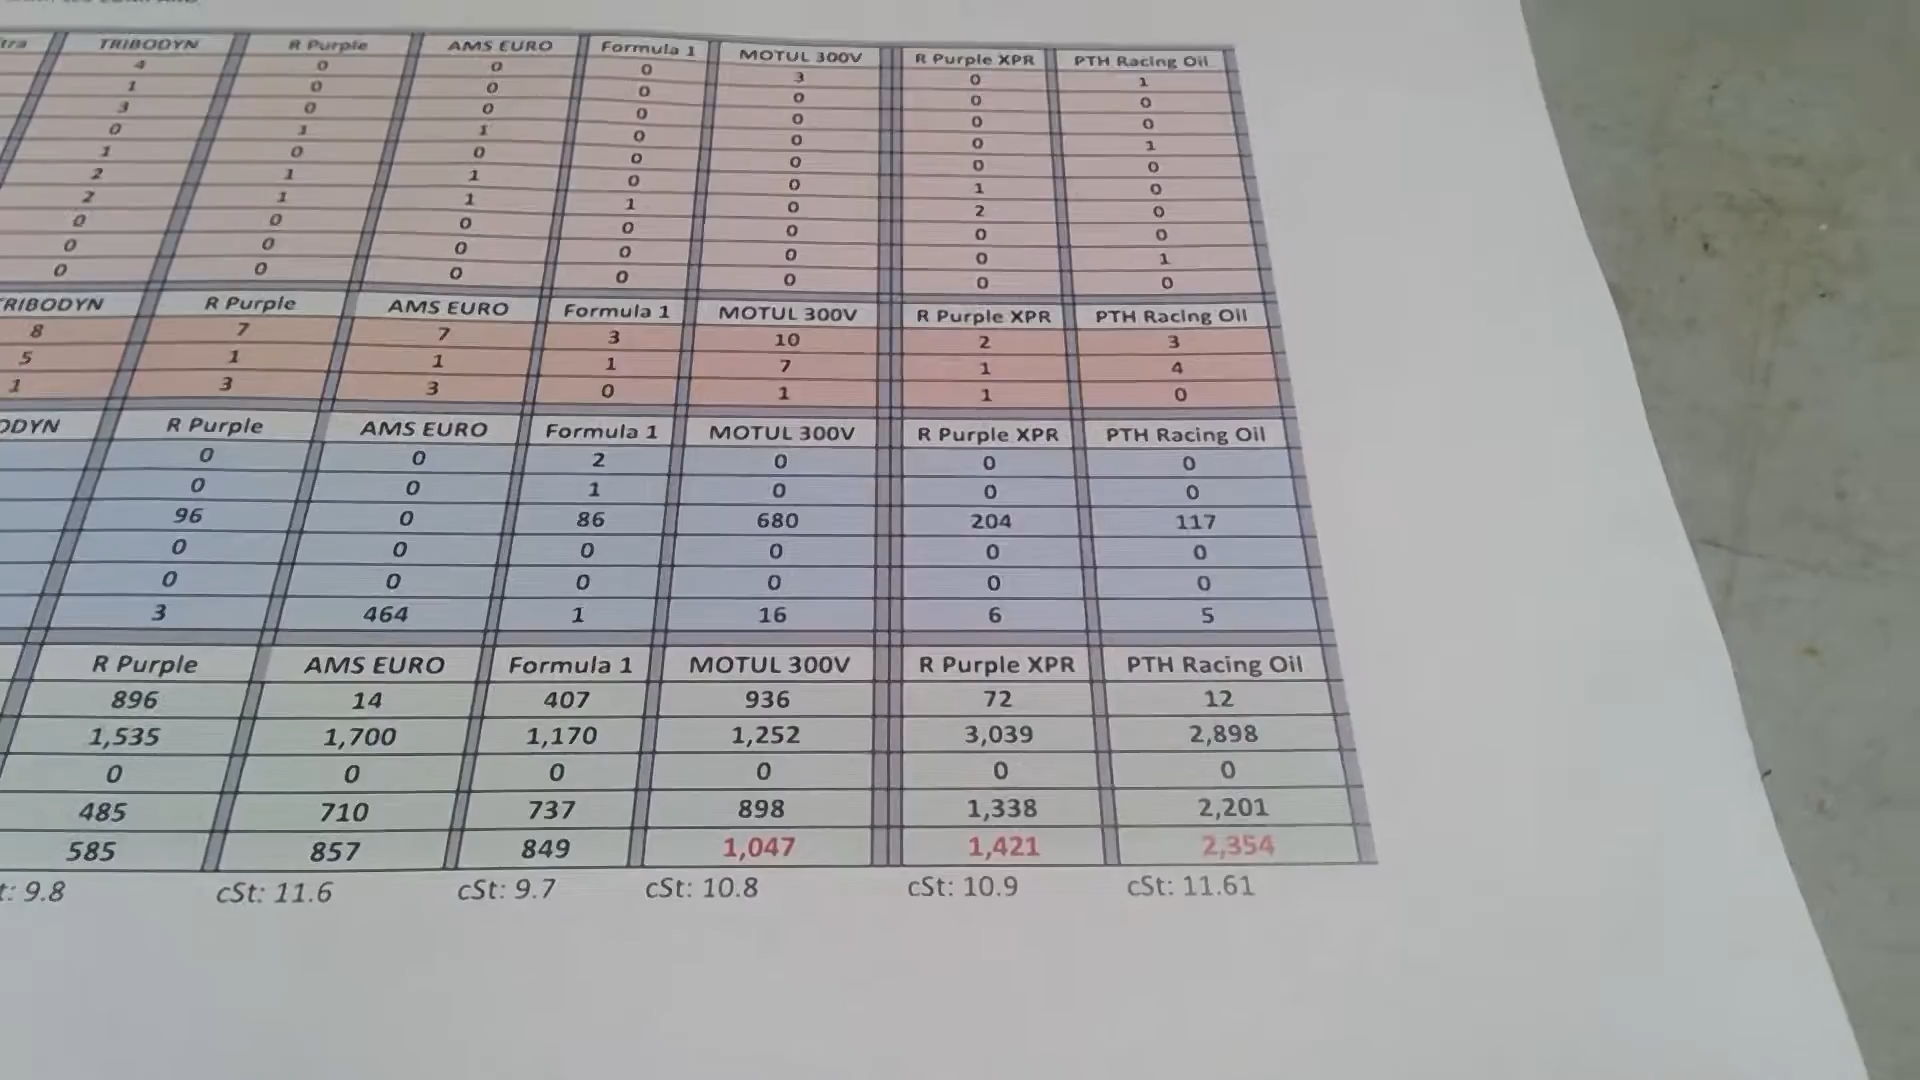 TRIBODYN R Purple AMS EURO Formula 1 MOTUL 300V R Purple XPR PTH Racing Oil
4 0 0 0 3 0 1
1 0 0 0 0 0 0
3 0 0 0 0 0 0
0 1 1 0 0 0 1
1 0 0 0 0 0 0
2 1 1 0 0 1 0
2 1 1 1 0 2 0
0 0 0 0 0 0 0
0 0 0 0 0 0 1
0 0 0 0 0 0 0
RIBODYN R Purple AMS EURO Formula 1 MOTUL 300V R Purple XPR PTH Racing Oil
8 7 7 3 10 2 3
5 1 1 1 7 1 4
1 3 3 0 1 1 0
ODYN R Purple AMS EURO Formula 1 MOTUL 300V R Purple XPR PTH Racing Oil
0 0 2 0 0 0
0 0 1 0 0 0
96 0 86 680 204 117
0 0 0 0 0 0
0 0 0 0 0 0
3 464 1 16 6 5
R Purple AMS EURO Formula 1 MOTUL 300V R Purple XPR PTH Racing Oil
896 14 407 936 72 12
1,535 1,700 1,170 1,252 3,039 2,898
0 0 0 0 0 0
485 710 737 898 1,338 2,201
585 857 849 1,047 1,421 2,354
t: 9.8 cSt: 11.6 cSt: 9.7 cSt: 10.8 cSt: 10.9 cSt: 11.61